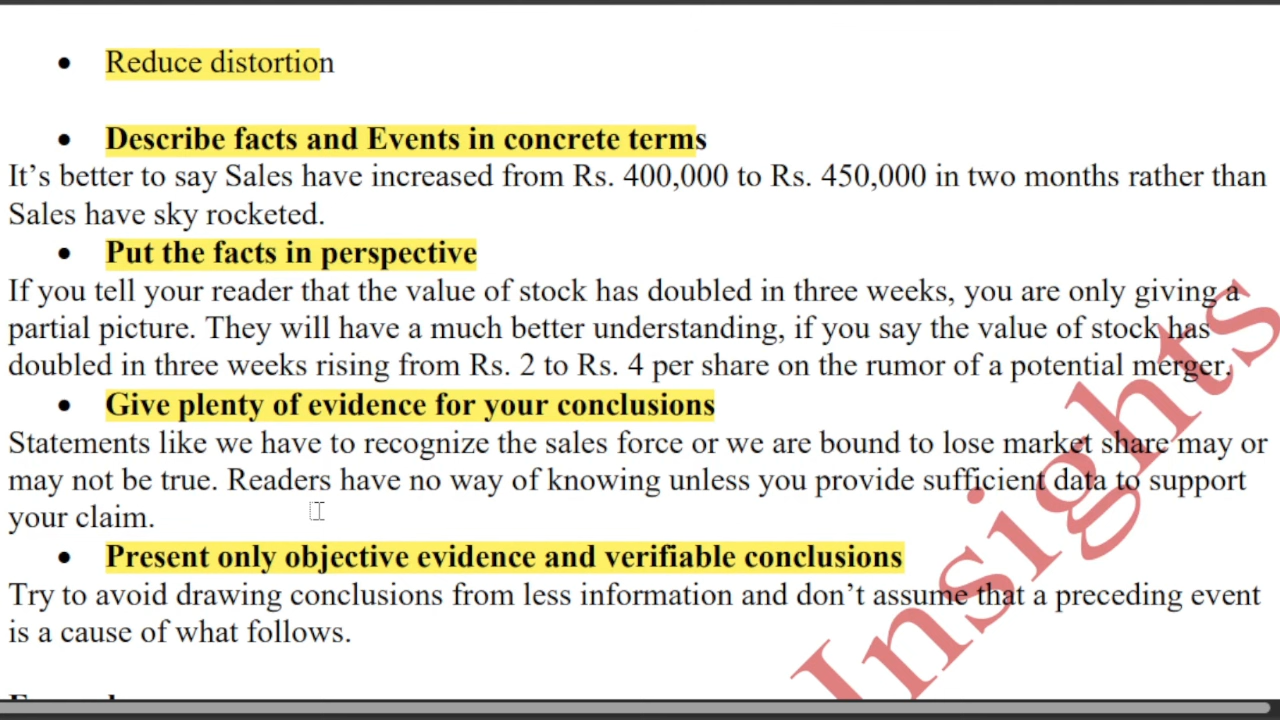 • Reduce distortion
• Describe facts and Events in concrete terms
It’s better to say Sales have increased from Rs. 400,000 to Rs. 450,000 in two months rather than
Sales have sky rocketed.
• Put the facts in perspective
If you tell your reader that the value of stock has doubled in three weeks, you are only giving a
partial picture. They will have a much better understanding, if you say the value of stock has
doubled in three weeks rising from Rs. 2 to Rs. 4 per share on the rumor of a potential merger.
• Give plenty of evidence for your conclusions
Statements like we have to recognize the sales force or we are bound to lose market share may or
may not be true. Readers have no way of knowing unless you provide sufficient data to support
your claim.
• Present only objective evidence and verifiable conclusions
Try to avoid drawing conclusions from less information and don’t assume that a preceding event
is a cause of what follows.
Insights